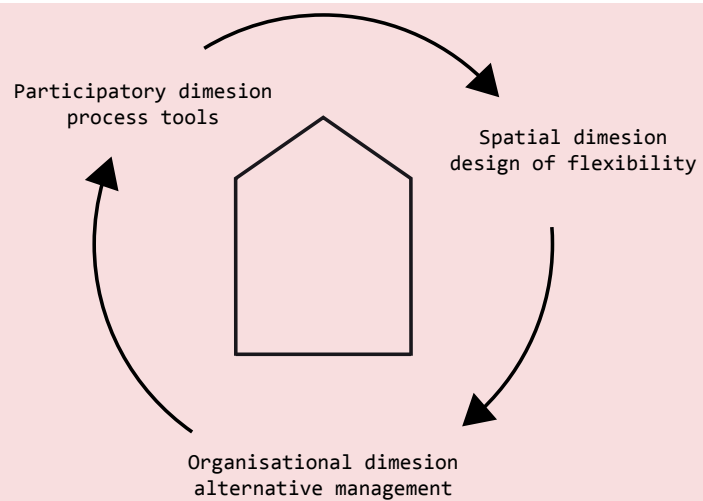 Participatory dimesion
process tools
Spatial dimesion
design of flexibility
Organisational dimesion
alternative management